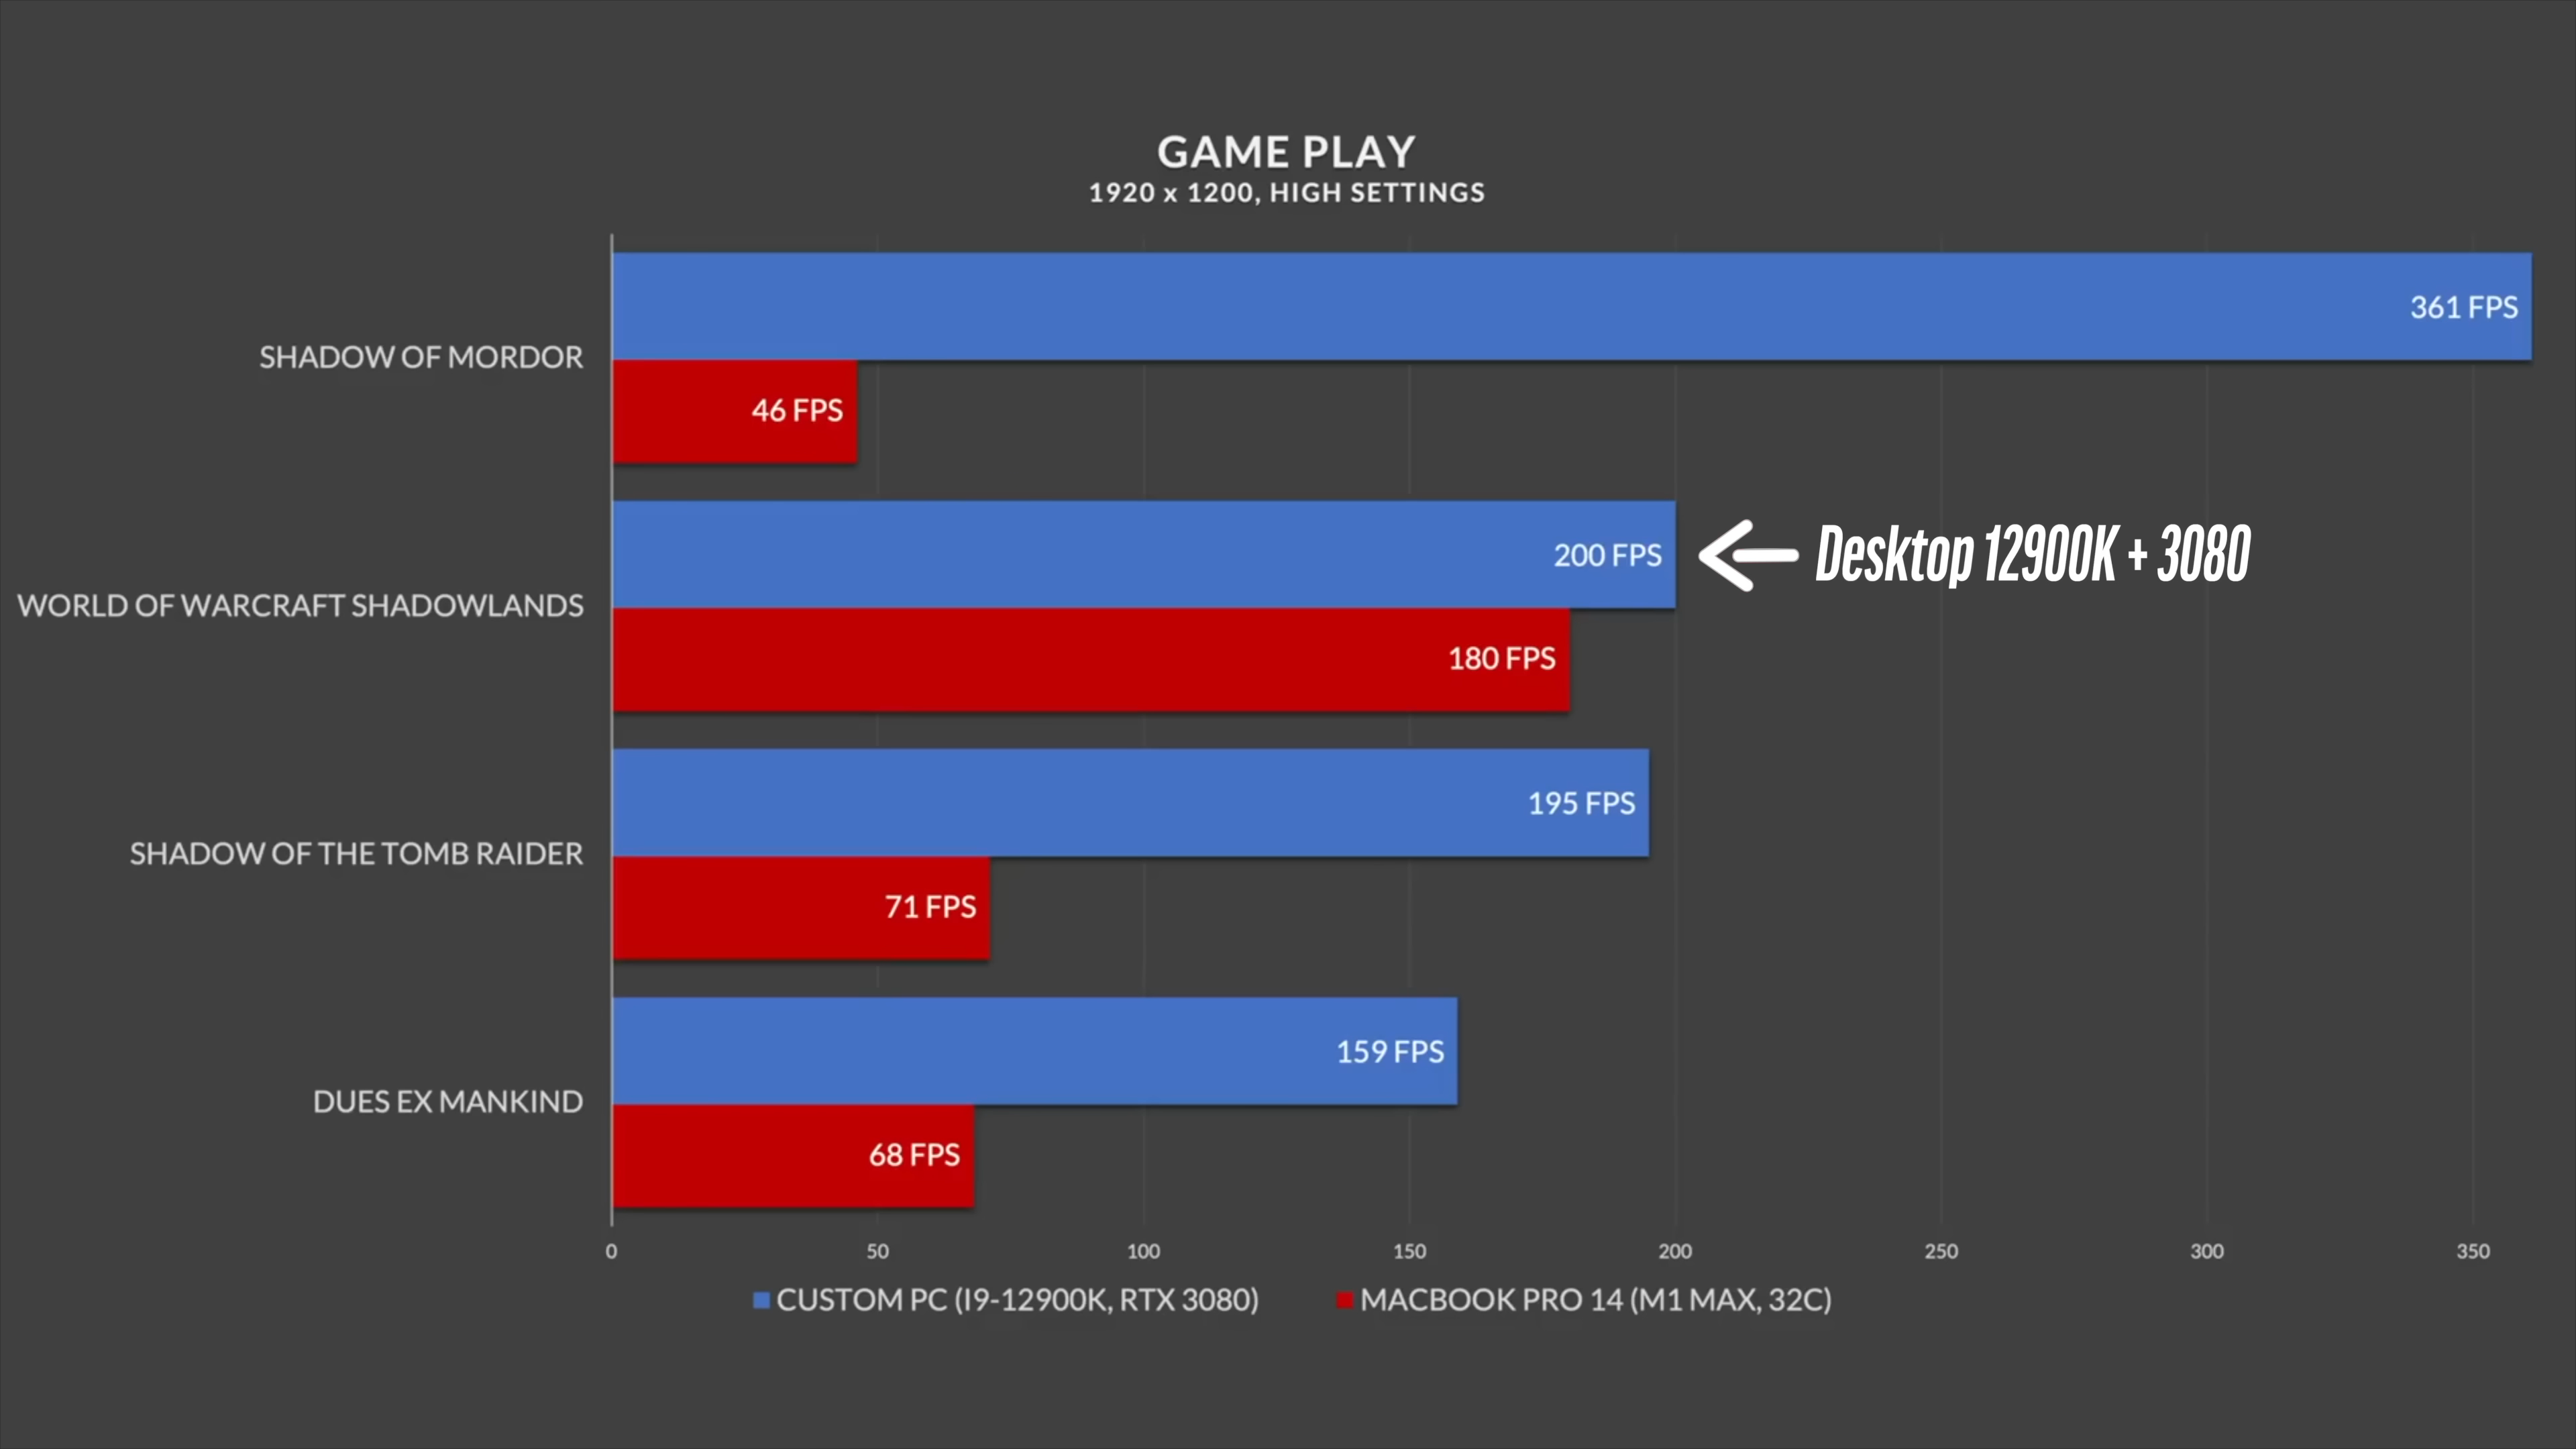 GAME PLAY
1920 x 1200, HIGH SETTINGS
SHADOW OF MORDOR
361 FPS
46 FPS
WORLD OF WARCRAFT SHADOWLANDS
200 FPS
Desktop 12900K + 3080
180 FPS
SHADOW OF THE TOMB RAIDER
195 FPS
71 FPS
DUES EX MANKIND
159 FPS
68 FPS
0 50 100 150 200 250 300 350
CUSTOM PC (I9-12900K, RTX 3080) MACBOOK PRO 14 (M1 MAX, 32C)